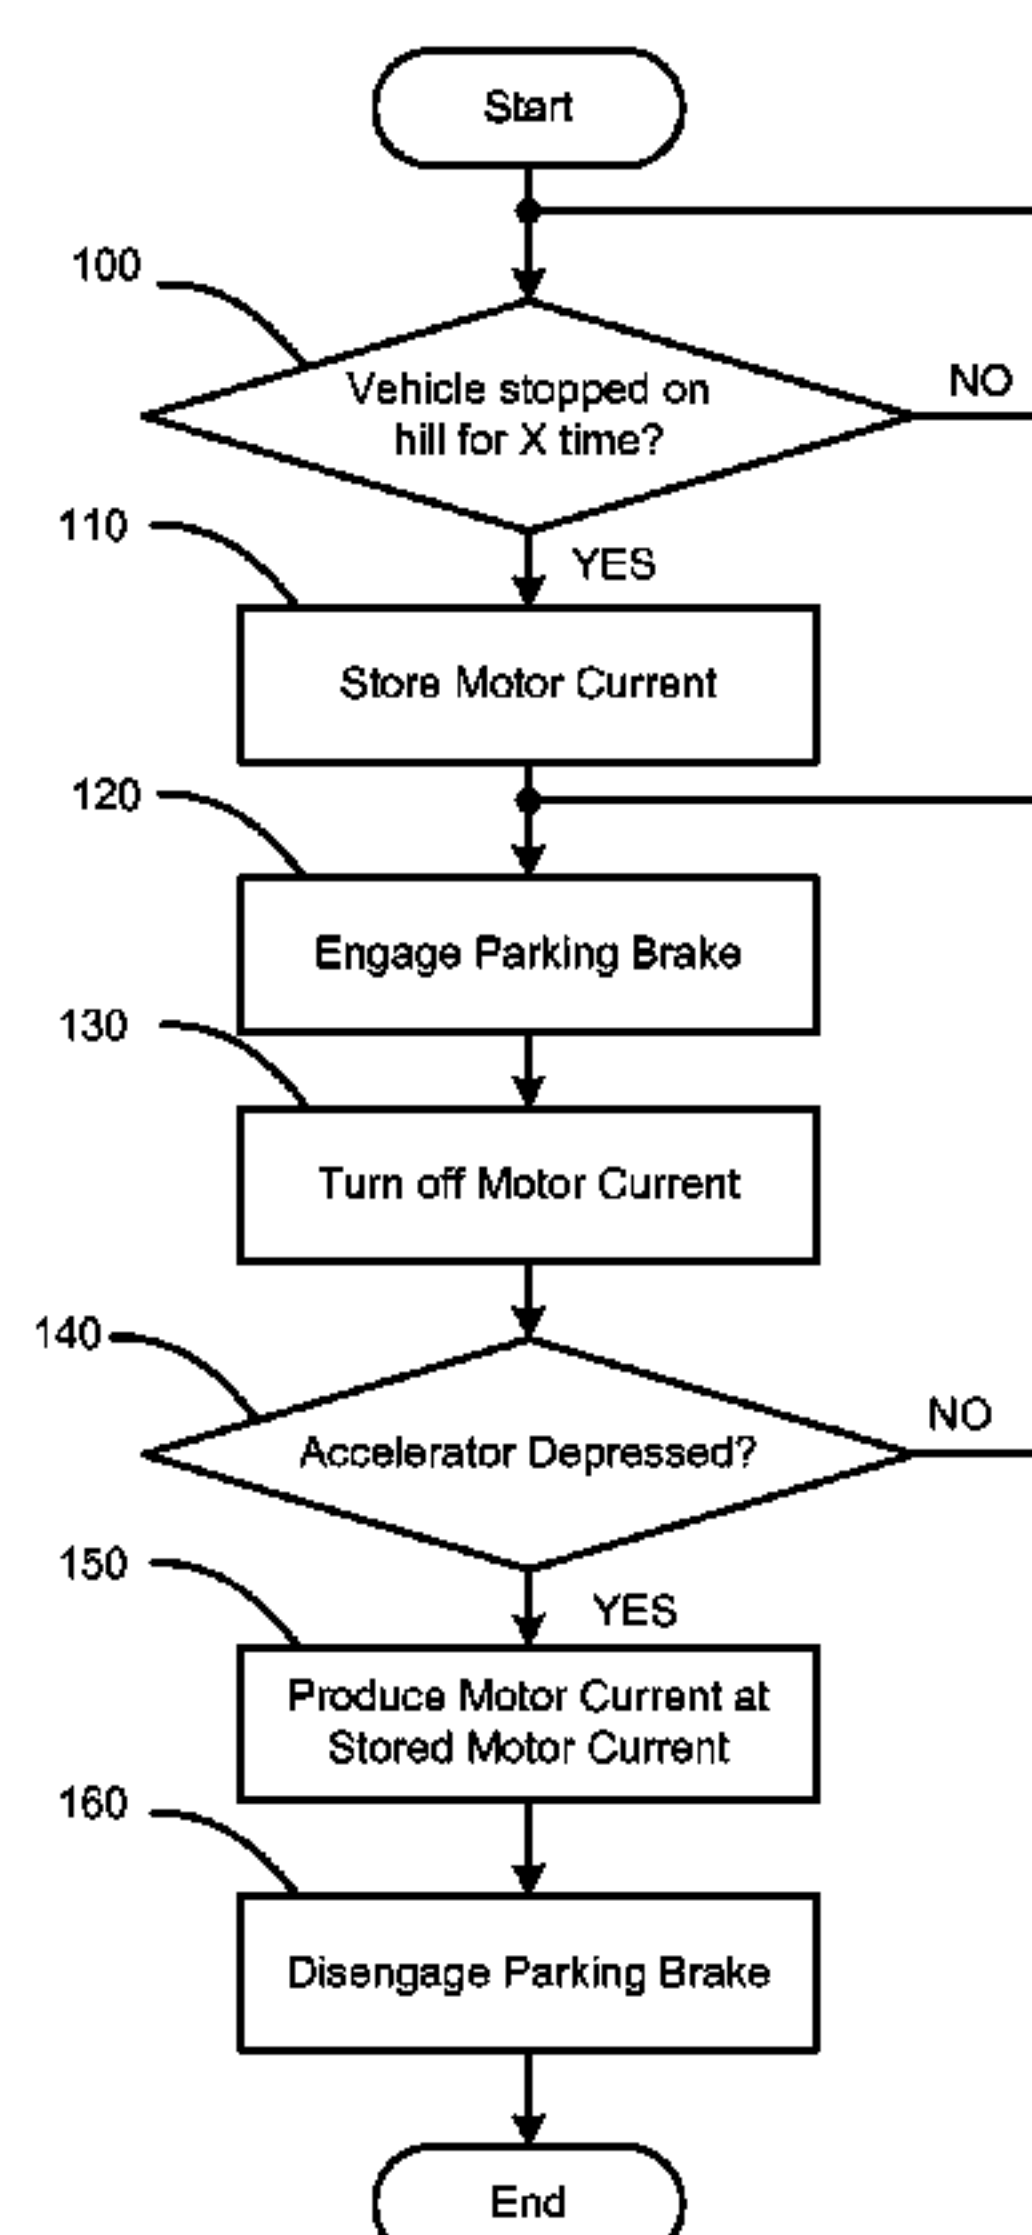 Start
100
Vehicle stopped on
hill for X time?
NO
110
YES
Store Motor Current
120
Engage Parking Brake
130
Turn off Motor Current
140
Accelerator Depressed?
NO
150
YES
Produce Motor Current at
Stored Motor Current
160
Disengage Parking Brake
End